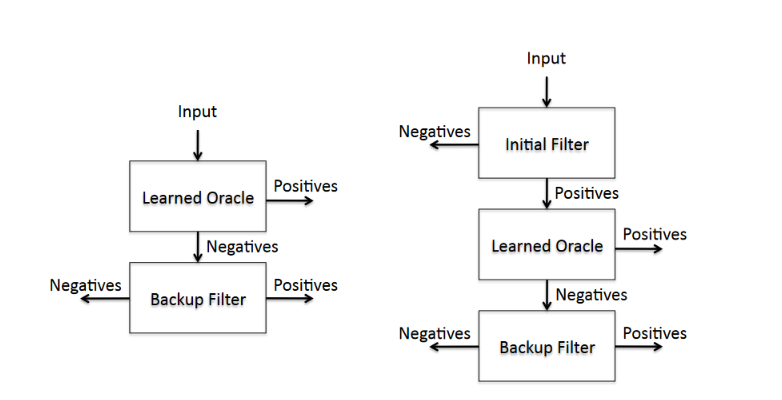 Input
Learned Oracle
Positives
Negatives
Negatives
Backup Filter
Positives
Input
Negatives
Initial Filter
Positives
Learned Oracle
Positives
Negatives
Negatives
Backup Filter
Positives